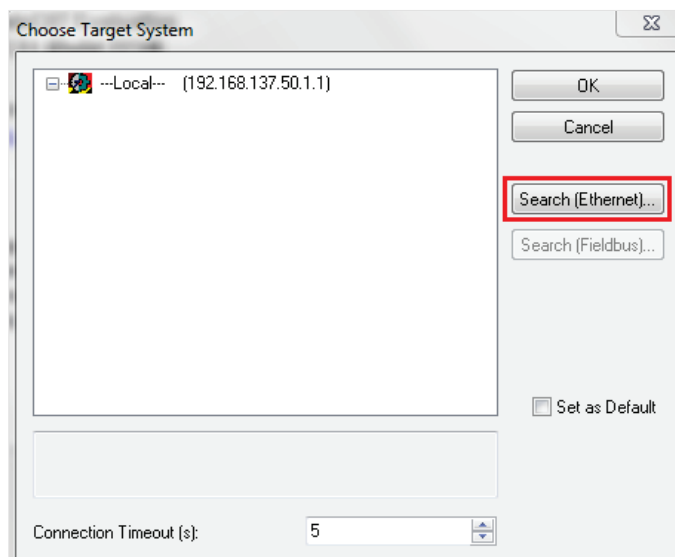 Choose Target System
---Local--- (192.168.137.50.1.1)
OK
Cancel
Search (Ethernet)...
Search (Fieldbus)...
Set as Default
Connection Timeout (s):
5